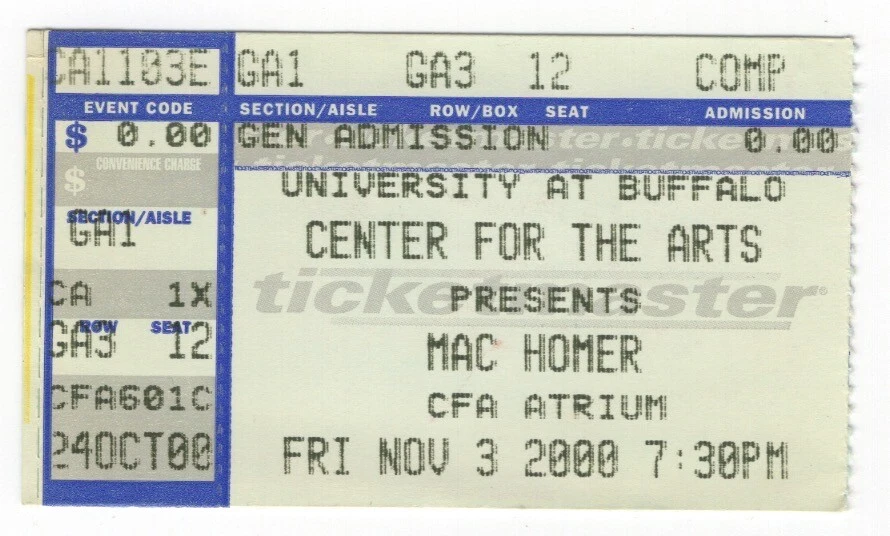 CA1103E GA1 GA3 12 COMP
EVENT CODE SECTION/AISLE ROW/BOX SEAT ADMISSION
$ 0.00 GEN ADMISSION 0.00
CONVENIENCE CHARGE
$
UNIVERSITY AT BUFFALO
SECTION/AISLE
GA1
CENTER FOR THE ARTS
ticketmaster
CA 1X
PRESENTS
ROW SEAT
GA3 12
MAC HOMER
CFA601C
CFA ATRIUM
24OCT00
FRI NOV 3 2000 7:30PM